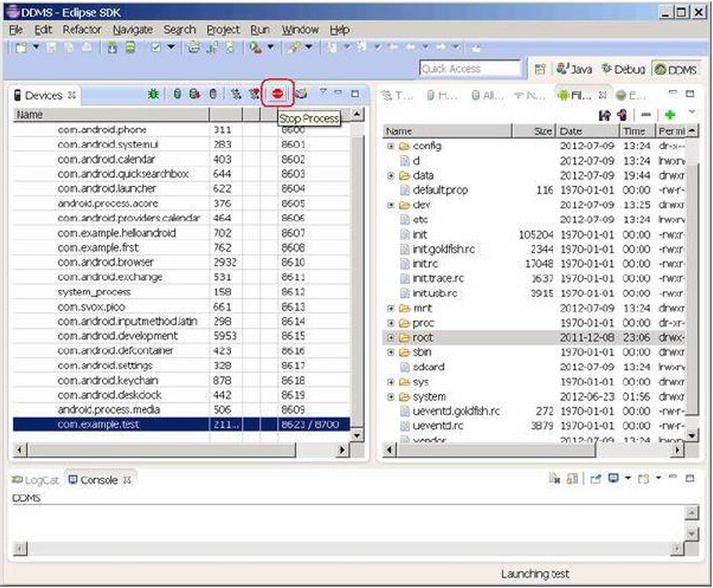 DDMS - Eclipse SDK
File Edit Refactor Navigate Search Project Run Window Help
Quick Access Java Debug DDMS
Devices
Stop Process
Name
com.android.phone 311 8600
com.android.systemui 283 8601
com.android.calendar 403 8602
com.android.quicksearchbox 644 8603
com.android.launcher 622 8604
android.process.acore 376 8605
com.android.providers.calendar 464 8606
com.example.helloandroid 702 8607
com.example.first 762 8608
com.android.browser 2932 8610
com.android.exchange 531 8611
system_process 158 8612
com.svox.pico 661 8613
com.android.inputmethod.latin 298 8614
com.android.development 5953 8615
com.android.defcontainer 423 8616
com.android.settings 328 8617
com.android.keychain 878 8618
com.android.deskclock 442 8619
android.process.media 506 8609
com.example.test 211... 8623 / 8700
T... H... All... N... Fil... E...
Name Size Date Time Permi
config 2012-07-09 13:24 dr-x--
d 2012-07-09 13:24 lrwxrw
data 2012-07-09 19:44 drwxr
default.prop 116 1970-01-01 00:00 -rw-r-
dev 2012-07-09 13:25 drwxr
etc 2012-07-09 13:24 lrwxrw
init 105204 1970-01-01 00:00 -rwxr-
init.goldfish.rc 2344 1970-01-01 00:00 -rwxr-
init.rc 17048 1970-01-01 00:00 -rwxr-
init.trace.rc 1637 1970-01-01 00:00 -rwxr-
init.usb.rc 3915 1970-01-01 00:00 -rwxr-
mnt 2012-07-09 13:24 drwxr
proc 2012-07-09 13:24 dr-xr-
root 2011-12-08 23:06 drwx-
sbin 1970-01-01 00:00 drwxr
sdcard 2012-07-09 13:24 lrwxrw
sys 2012-07-09 13:24 drwxr
system 2012-06-23 01:56 drwxr
ueventd.goldfish.rc 272 1970-01-01 00:00 -rw-r-
ueventd.rc 3879 1970-01-01 00:00 -rw-r-
vendor 2012-07-09 13:24 lrwxrw
LogCat Console
DDMS
Launching test